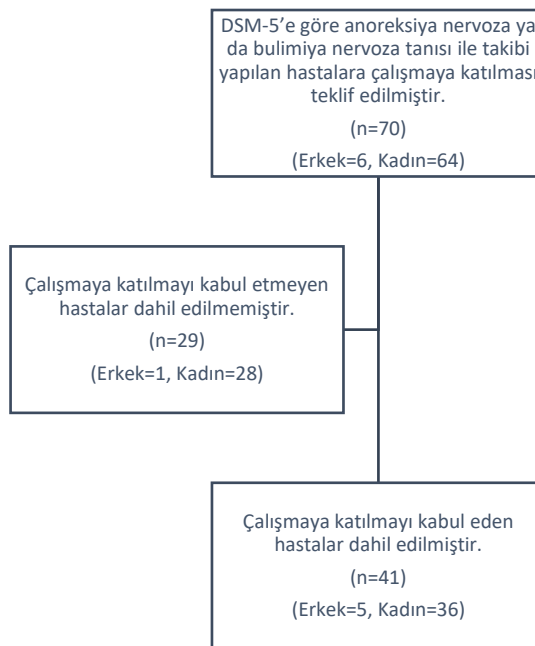 DSM-5’e göre anoreksiya nervoza ya
da bulimiya nervoza tanısı ile takibi
yapılan hastalara çalışmaya katılması
teklif edilmiştir.
(n=70)
(Erkek=6, Kadın=64)
Çalışmaya katılmayı kabul etmeyen
hastalar dahil edilmemiştir.
(n=29)
(Erkek=1, Kadın=28)
Çalışmaya katılmayı kabul eden
hastalar dahil edilmiştir.
(n=41)
(Erkek=5, Kadın=36)